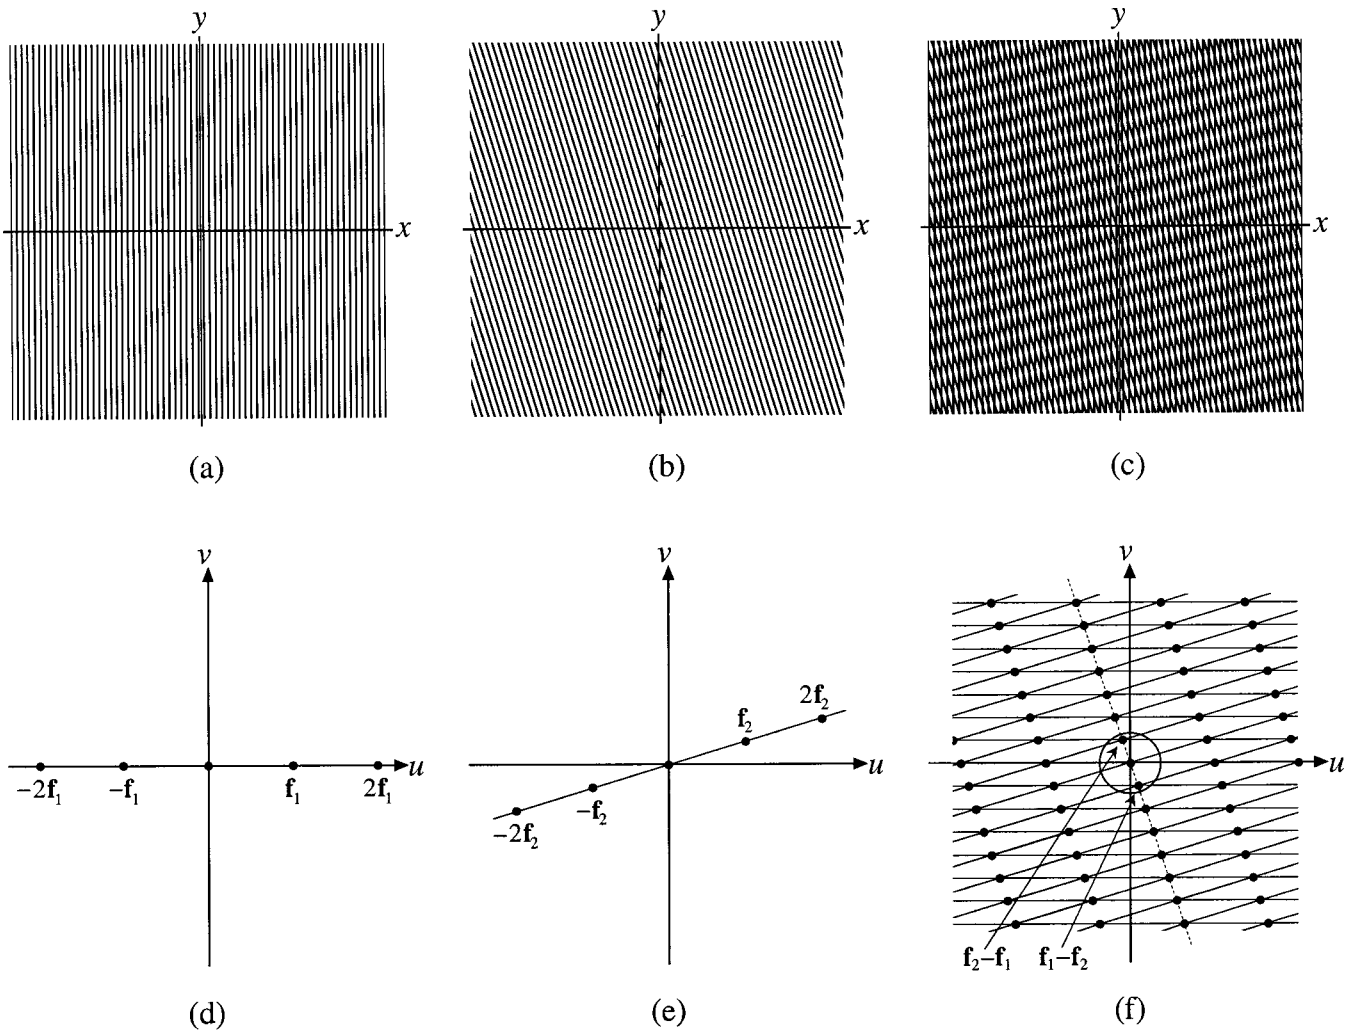 y y y
x x x
(a) (b) (c)
v v v
−2f₁ −f₁ f₁ 2f₁ u
−2f₂ −f₂ f₂ 2f₂ u
u
f₂−f₁ f₁−f₂
(d) (e) (f)